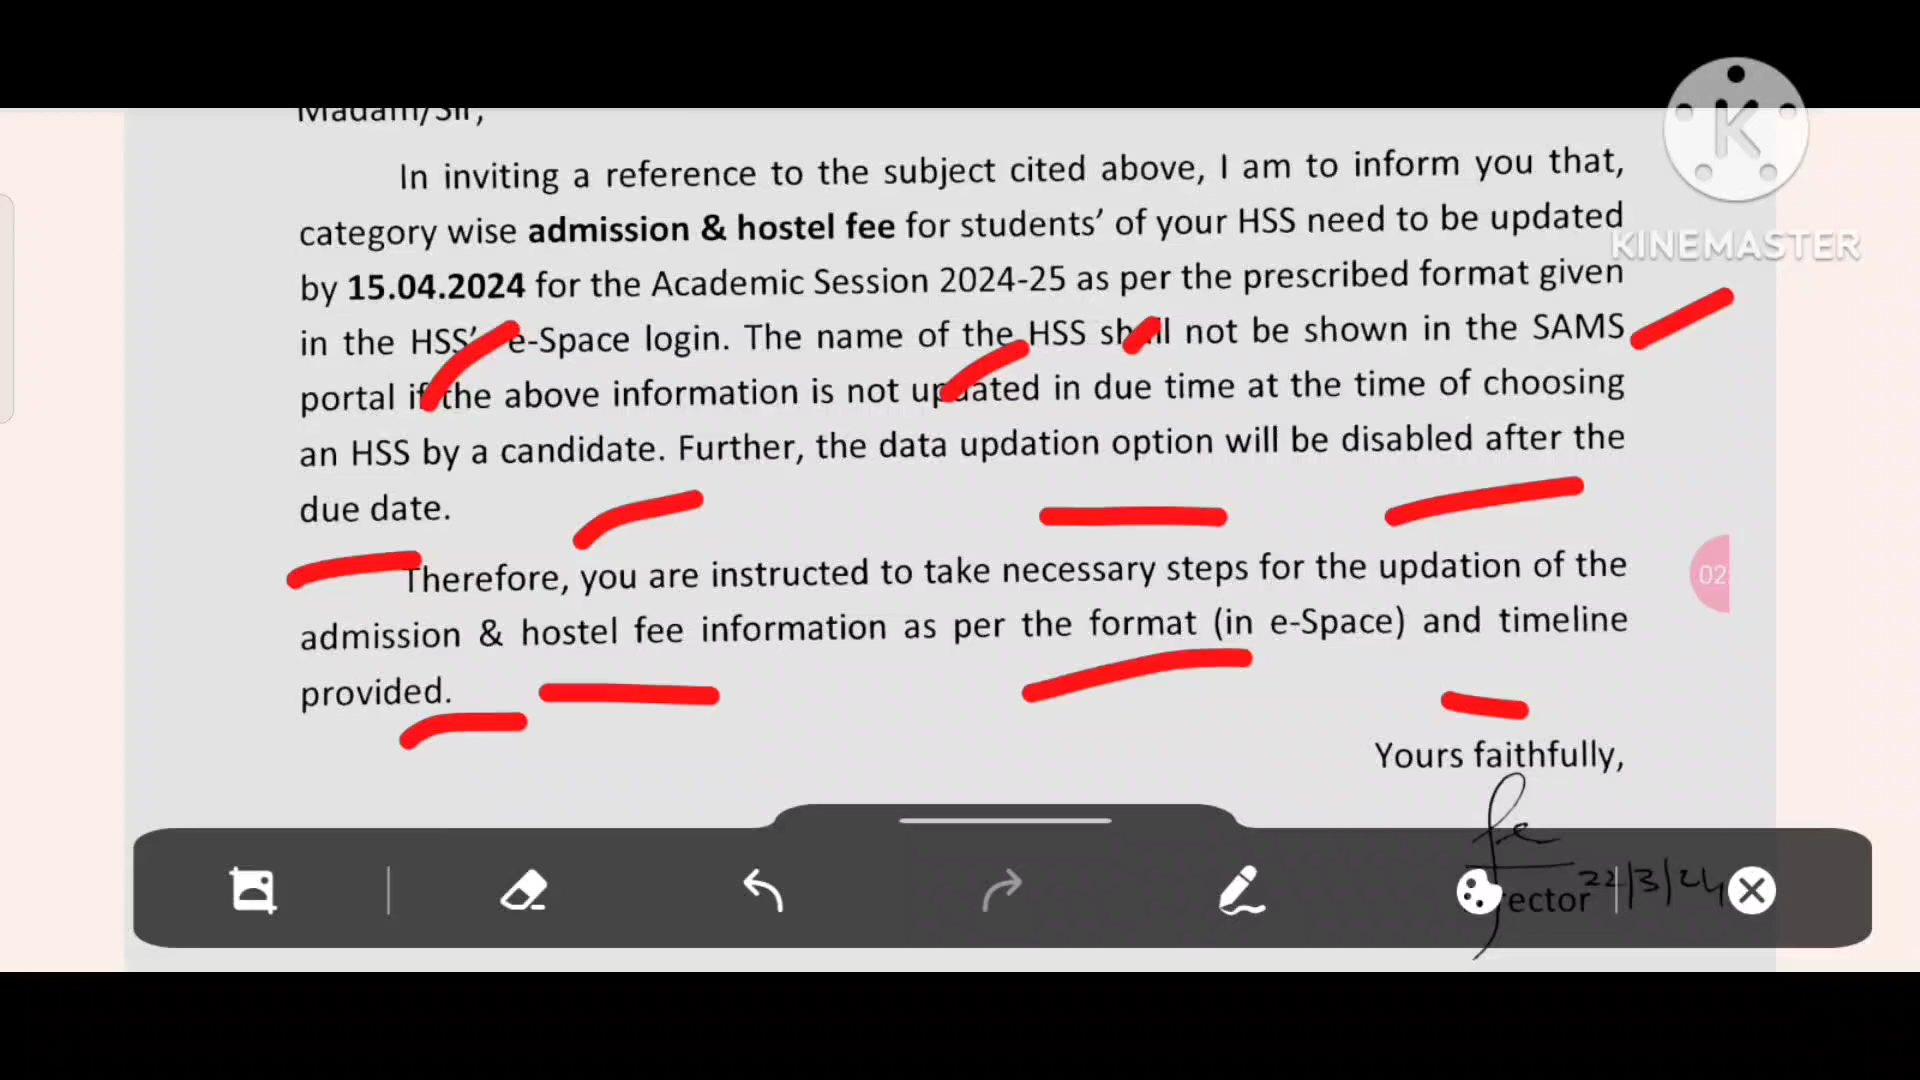 Madam/Sir,
In inviting a reference to the subject cited above, I am to inform you that,
category wise admission & hostel fee for students’ of your HSS need to be updated
by 15.04.2024 for the Academic Session 2024-25 as per the prescribed format given
in the HSS’ e-Space login. The name of the HSS shall not be shown in the SAMS
portal if the above information is not updated in due time at the time of choosing
an HSS by a candidate. Further, the data updation option will be disabled after the
due date.
Therefore, you are instructed to take necessary steps for the updation of the
admission & hostel fee information as per the format (in e-Space) and timeline
provided.
Yours faithfully,
22/3/24
K
KINEMASTER
02